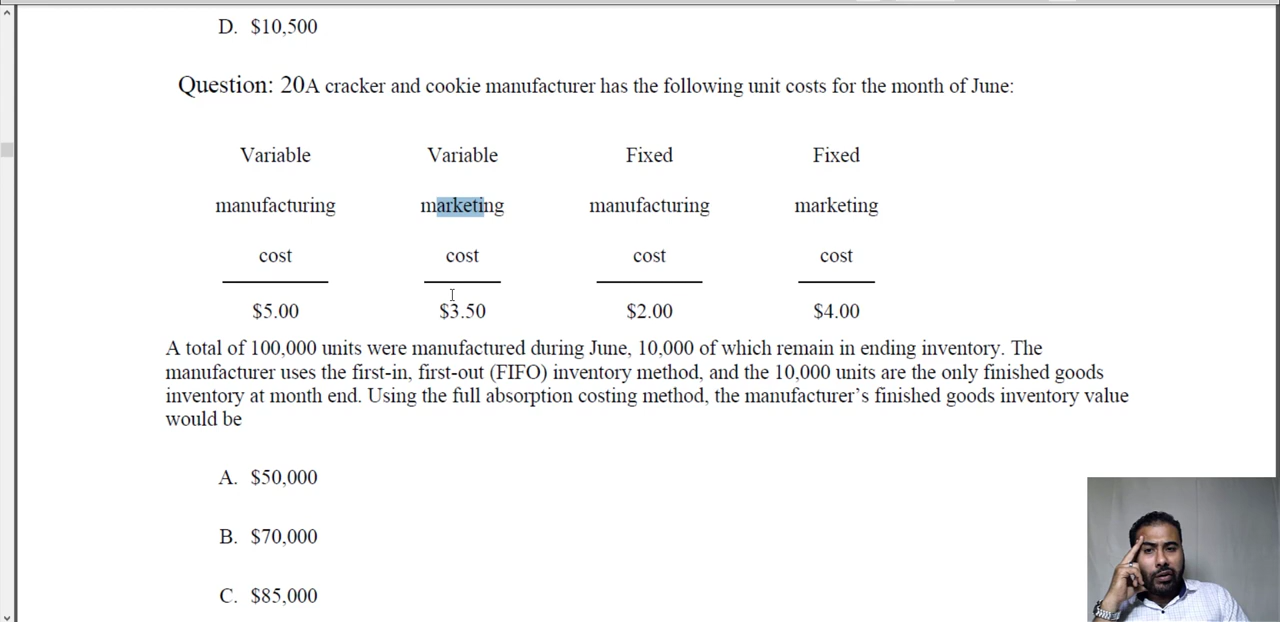 D. $10,500
Question: 20A cracker and cookie manufacturer has the following unit costs for the month of June:
Variable Variable Fixed Fixed
manufacturing marketing manufacturing marketing
cost cost cost cost
$5.00 $3.50 $2.00 $4.00
A total of 100,000 units were manufactured during June, 10,000 of which remain in ending inventory. The
manufacturer uses the first-in, first-out (FIFO) inventory method, and the 10,000 units are the only finished goods
inventory at month end. Using the full absorption costing method, the manufacturer’s finished goods inventory value
would be
A. $50,000
B. $70,000
C. $85,000